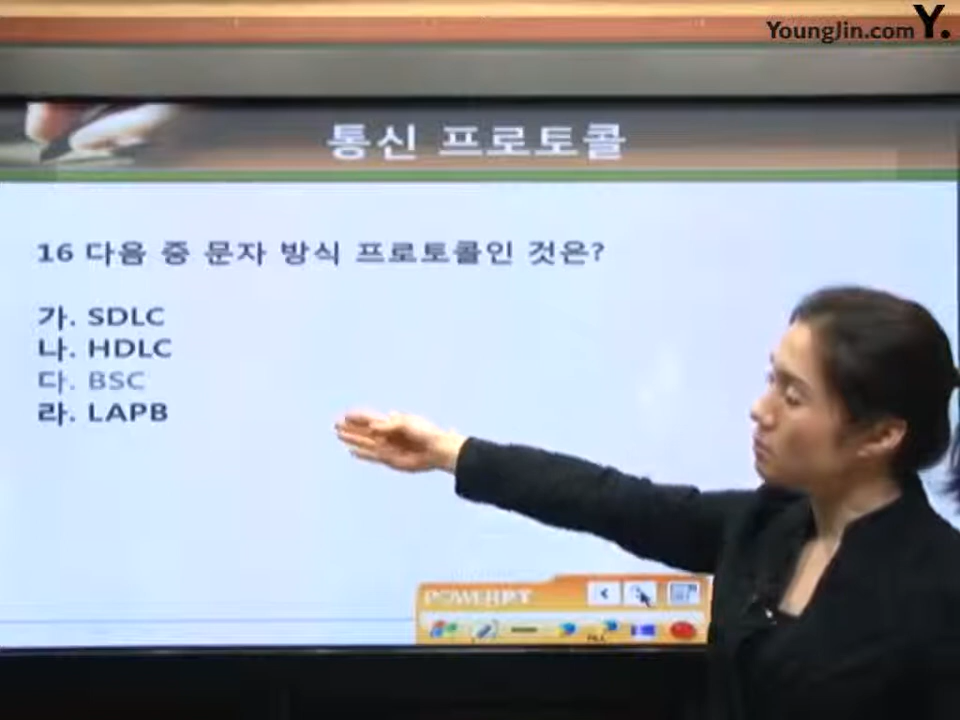 YoungJin.com Y.
통신 프로토콜
16 다음 중 문자 방식 프로토콜인 것은?
가. SDLC
나. HDLC
다. BSC
라. LAPB
POWERPT